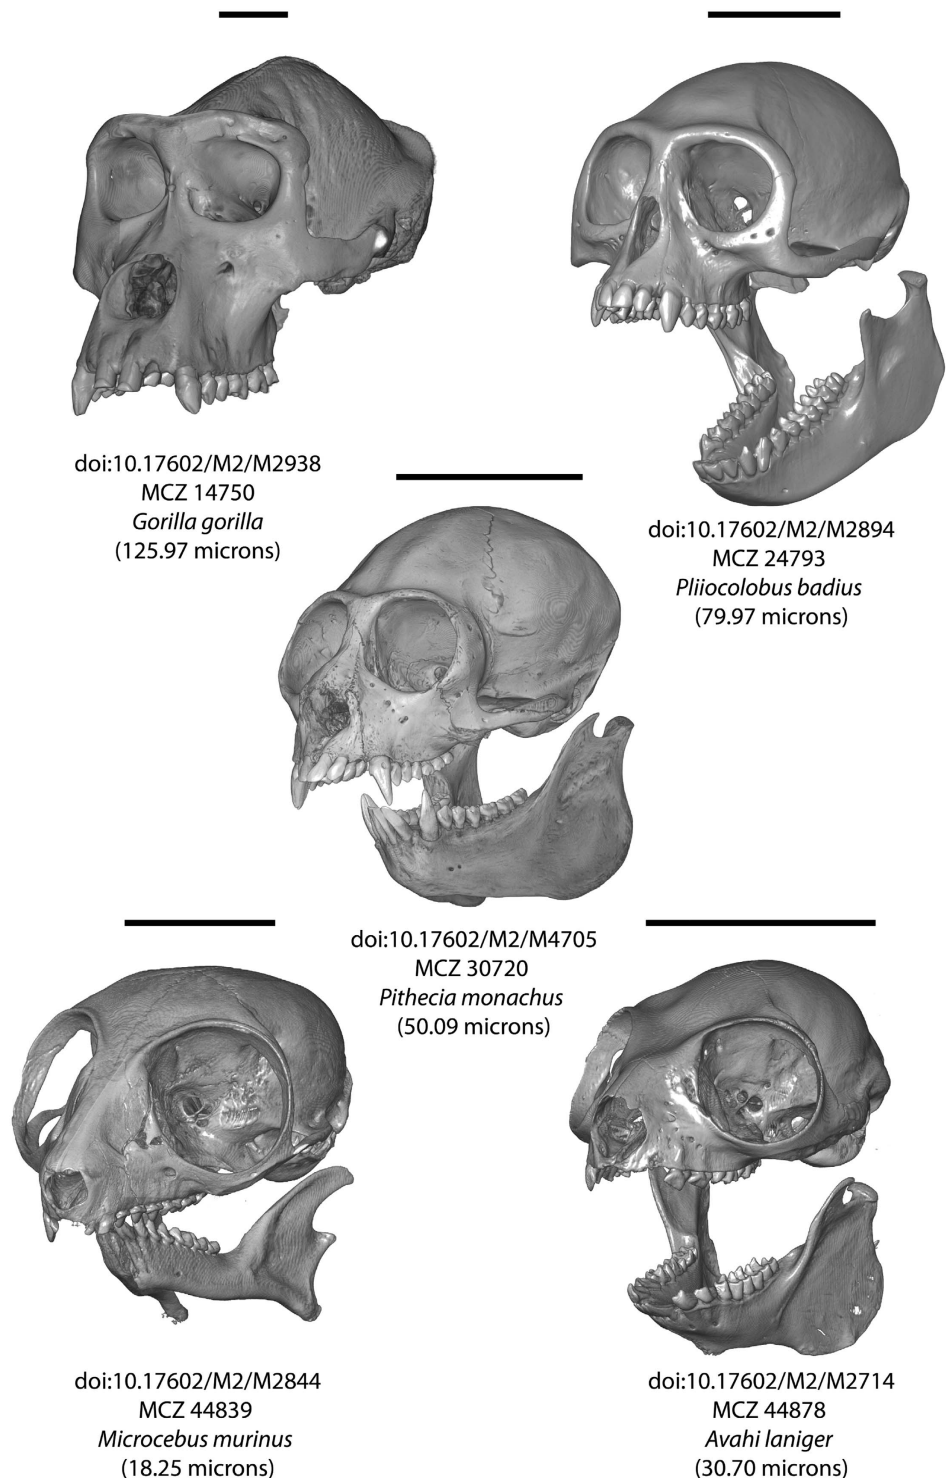 doi:10.17602/M2/M2938
MCZ 14750
Gorilla gorilla
(125.97 microns)
doi:10.17602/M2/M2894
MCZ 24793
Pliiocolobus badius
(79.97 microns)
doi:10.17602/M2/M4705
MCZ 30720
Pithecia monachus
(50.09 microns)
doi:10.17602/M2/M2844
MCZ 44839
Microcebus murinus
(18.25 microns)
doi:10.17602/M2/M2714
MCZ 44878
Avahi laniger
(30.70 microns)